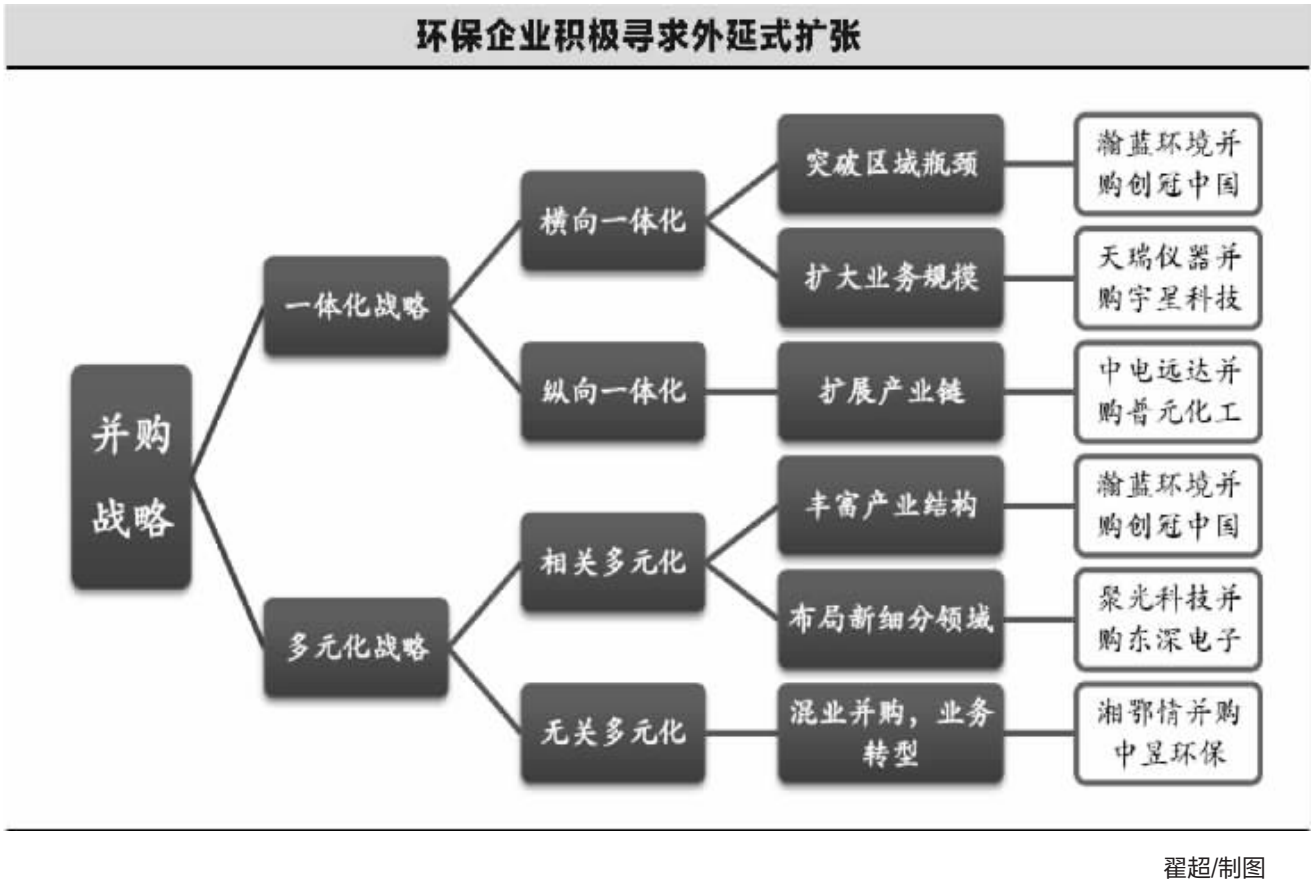 环保企业积极寻求外延式扩张
并购
战略
一体化战略
横向一体化
突破区域瓶颈
瀚蓝环境并
购创冠中国
扩大业务规模
天瑞仪器并
购宇星科技
纵向一体化
扩展产业链
中电远达并
购普元化工
多元化战略
相关多元化
丰富产业结构
瀚蓝环境并
购创冠中国
布局新细分领域
聚光科技并
购东深电子
无关多元化
混业并购，业务
转型
湘鄂情并购
中昱环保
翟超/制图